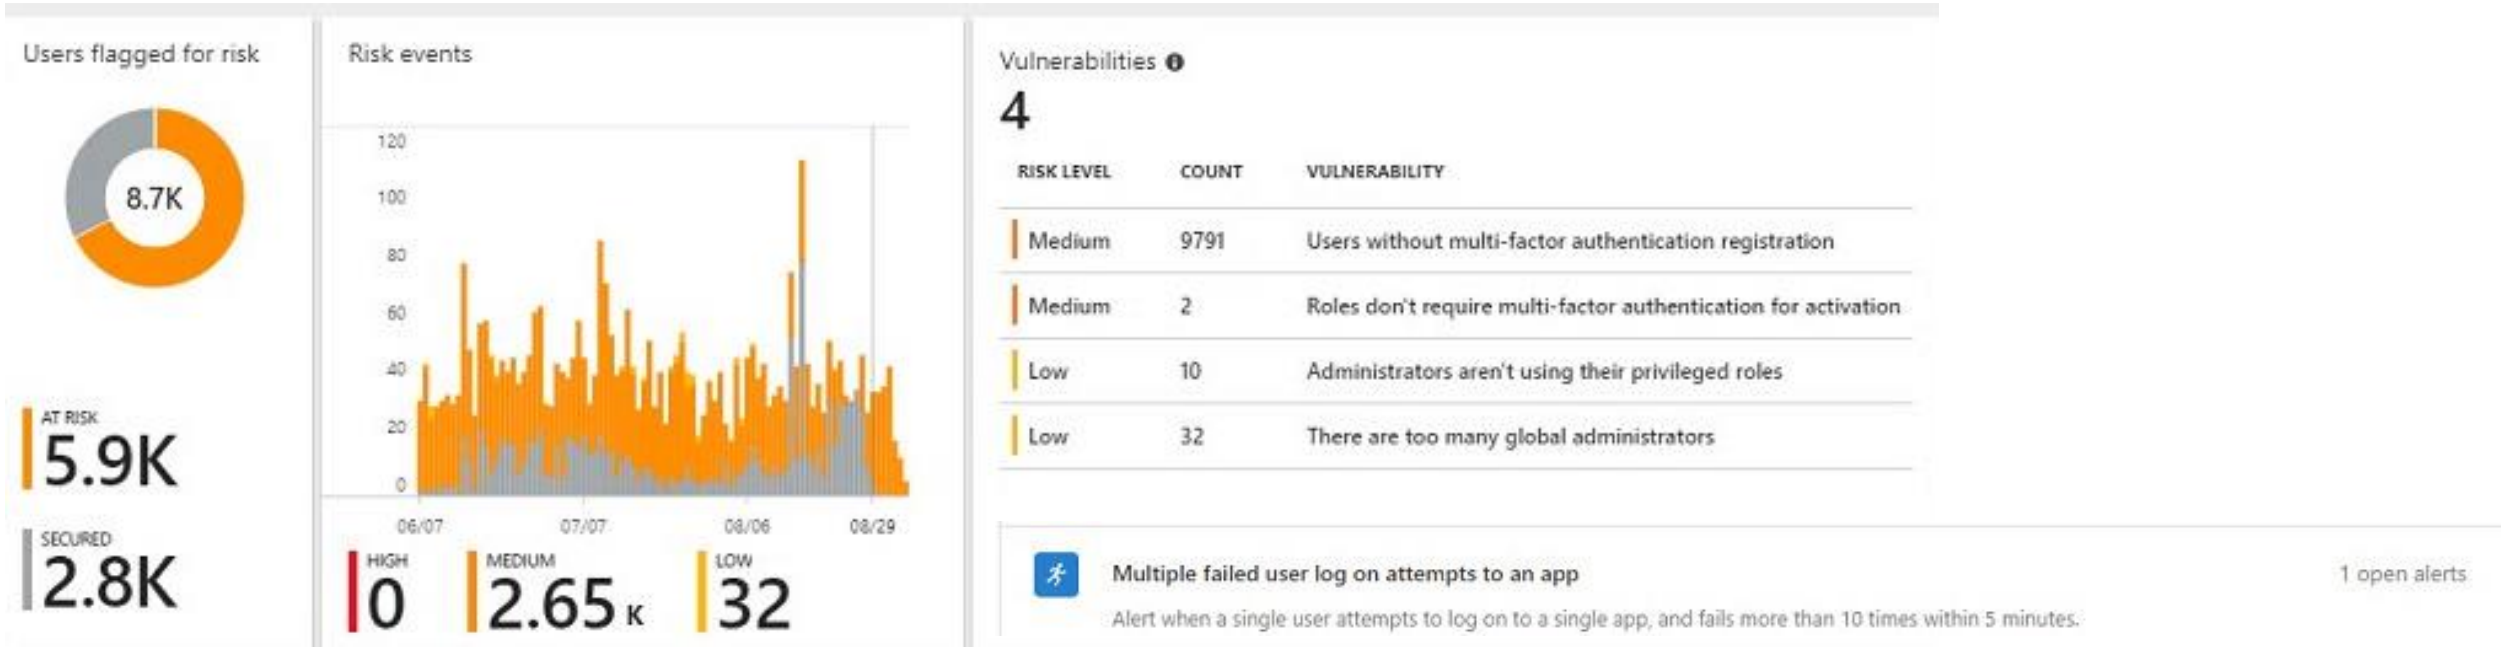 Users flagged for risk
8.7K
AT RISK
5.9K
SECURED
2.8K
Risk events
120
100
80
60
40
20
0
06/07 07/07 08/06 08/29
HIGH MEDIUM LOW
0 2.65 K 32
Vulnerabilities
4
RISK LEVEL COUNT VULNERABILITY
Medium 9791 Users without multi-factor authentication registration
Medium 2 Roles don't require multi-factor authentication for activation
Low 10 Administrators aren't using their privileged roles
Low 32 There are too many global administrators
Multiple failed user log on attempts to an app 1 open alerts
Alert when a single user attempts to log on to a single app, and fails more than 10 times within 5 minutes.